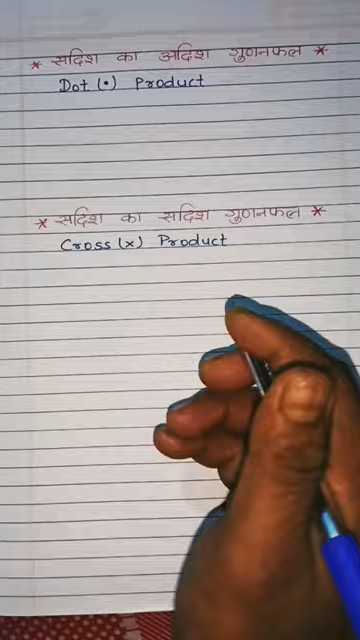 * सदिश का अदिश गुणनफल *
Dot (•) Product
* सदिश का सदिश गुणनफल *
Cross (x) Product